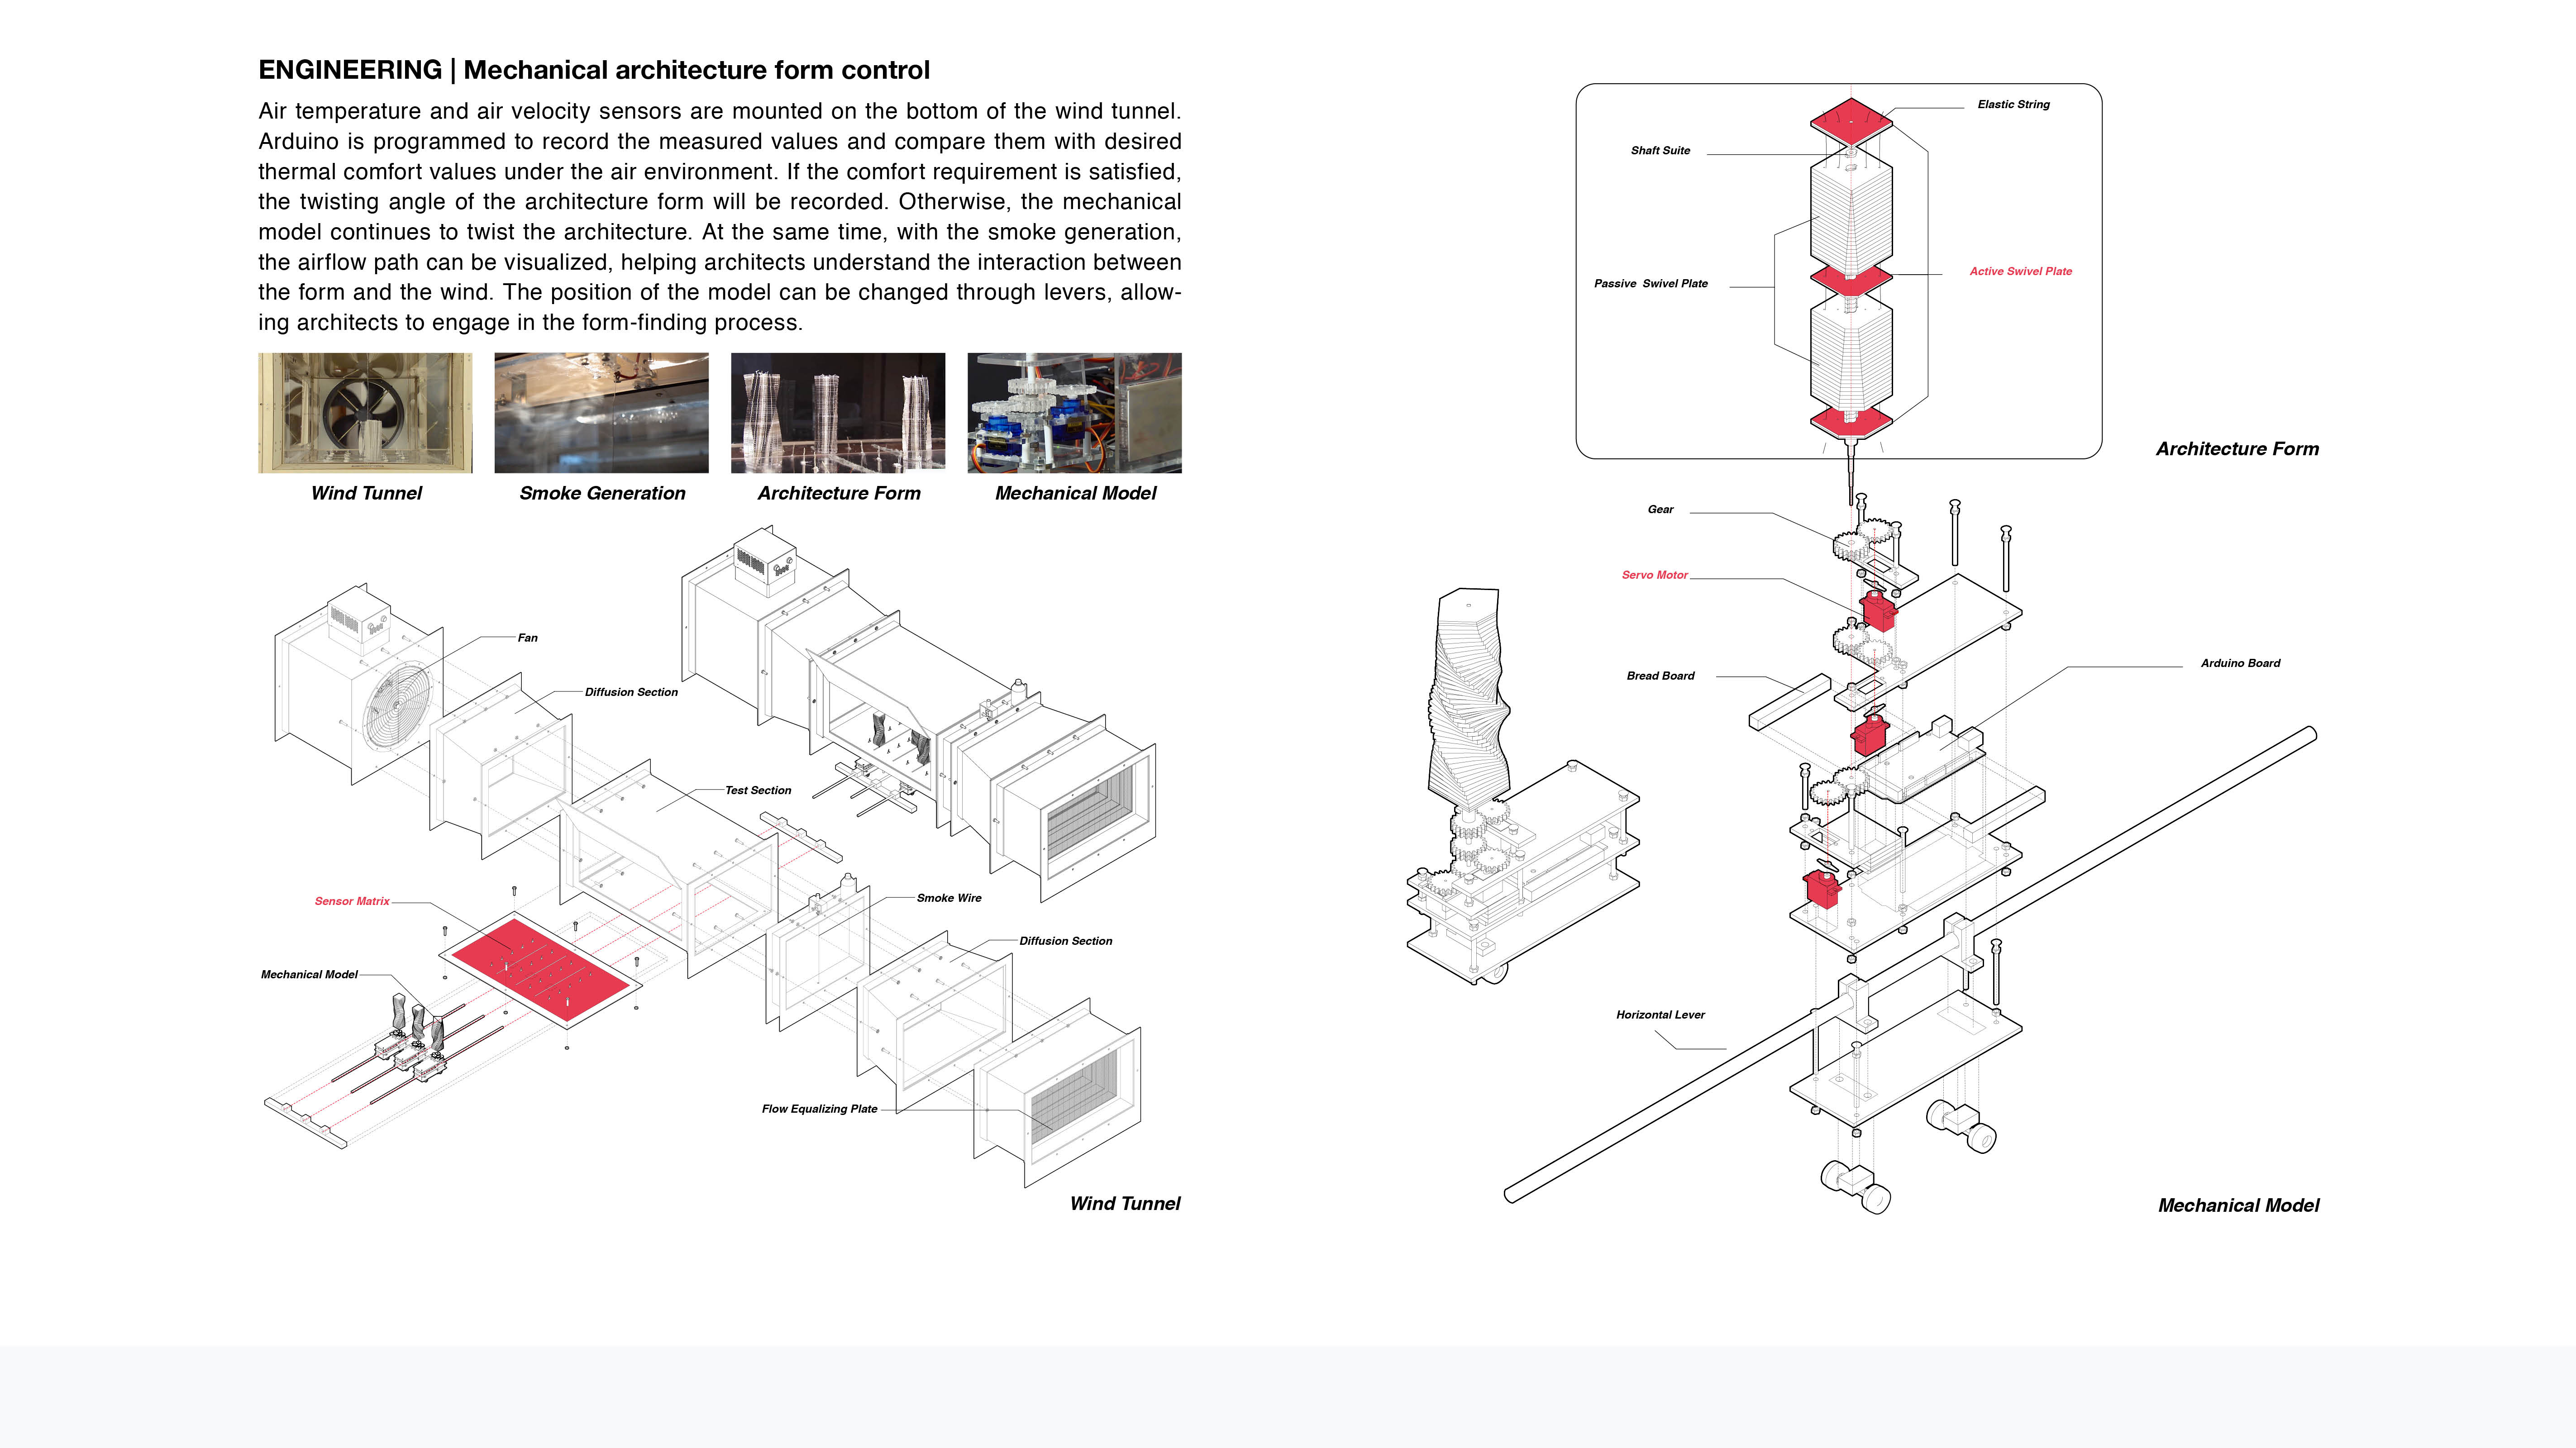 ENGINEERING | Mechanical architecture form control
Air temperature and air velocity sensors are mounted on the bottom of the wind tunnel.
Arduino is programmed to record the measured values and compare them with desired
thermal comfort values under the air environment. If the comfort requirement is satisfied,
the twisting angle of the architecture form will be recorded. Otherwise, the mechanical
model continues to twist the architecture. At the same time, with the smoke generation,
the airflow path can be visualized, helping architects understand the interaction between
the form and the wind. The position of the model can be changed through levers, allow-
ing architects to engage in the form-finding process.
Wind Tunnel
Smoke Generation
Architecture Form
Mechanical Model
Fan
Diffusion Section
Test Section
Sensor Matrix
Smoke Wire
Diffusion Section
Mechanical Model
Flow Equalizing Plate
Wind Tunnel
Elastic String
Shaft Suite
Active Swivel Plate
Passive Swivel Plate
Architecture Form
Gear
Servo Motor
Arduino Board
Bread Board
Horizontal Lever
Mechanical Model